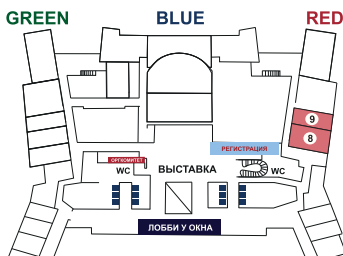 GREEN BLUE RED
9
8
РЕГИСТРАЦИЯ
ОРГКОМИТЕТ
ВЫСТАВКА
WC WC
ЛОББИ У ОКНА